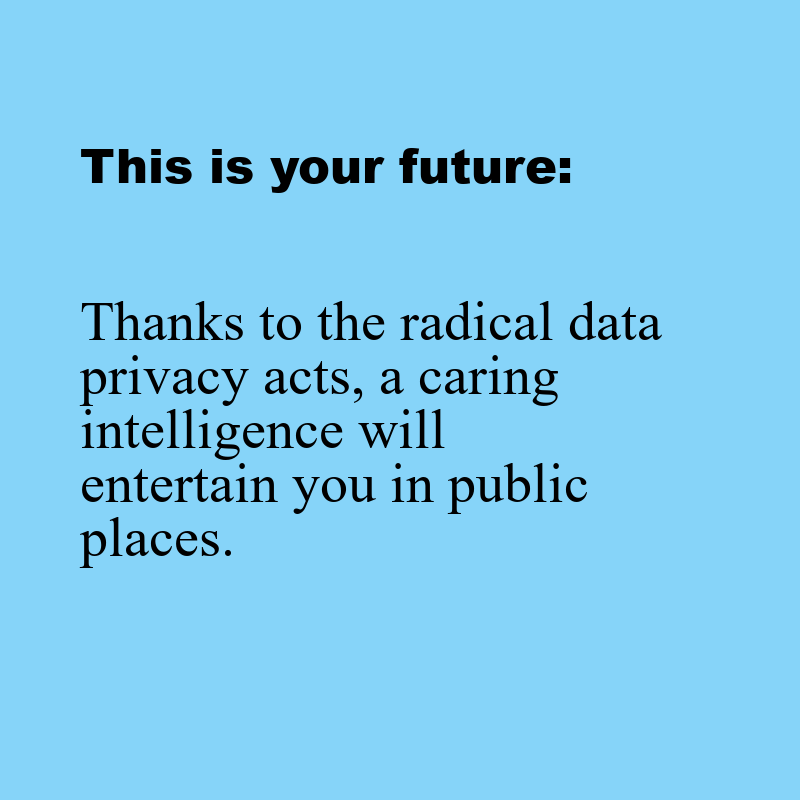 This is your future:
Thanks to the radical data
privacy acts, a caring
intelligence will
entertain you in public
places.